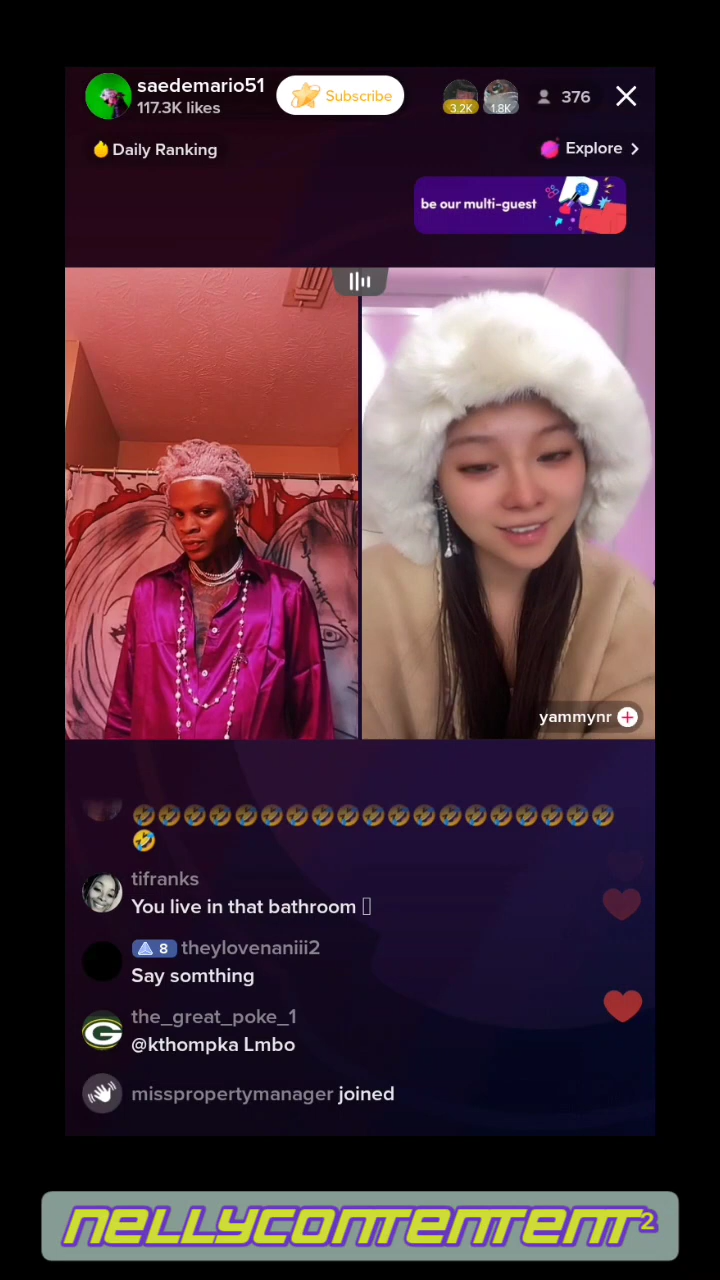 saedemario51
117.3K likes
Subscribe
3.2K
1.8K
376
Daily Ranking
Explore
be our multi-guest
yammynr
🤣🤣🤣🤣🤣🤣🤣🤣🤣🤣🤣🤣🤣🤣🤣🤣🤣🤣🤣
🤣
tifranks
You live in that bathroom
8 theylovenaniii2
Say somthing
the_great_poke_1
@kthompka Lmbo
misspropertymanager joined
NELLYCONTENTENT²